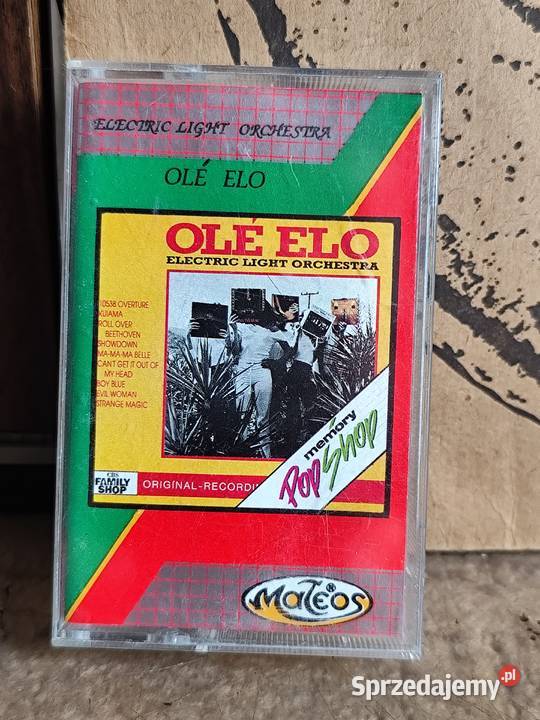 ELECTRIC LIGHT ORCHESTRA
OLÉ ELO
OLÉ ELO
ELECTRIC LIGHT ORCHESTRA
10538 OVERTURE
KUIAMA
ROLL OVER
BEETHOVEN
SHOWDOWN
MA-MA-MA BELLE
CAN'T GET IT OUT OF
MY HEAD
BOY BLUE
EVIL WOMAN
STRANGE MAGIC
memory
Pop Shop
CBS
FAMILY
SHOP
ORIGINAL-RECORDI
MATEOS
Sprzedajemy.pl